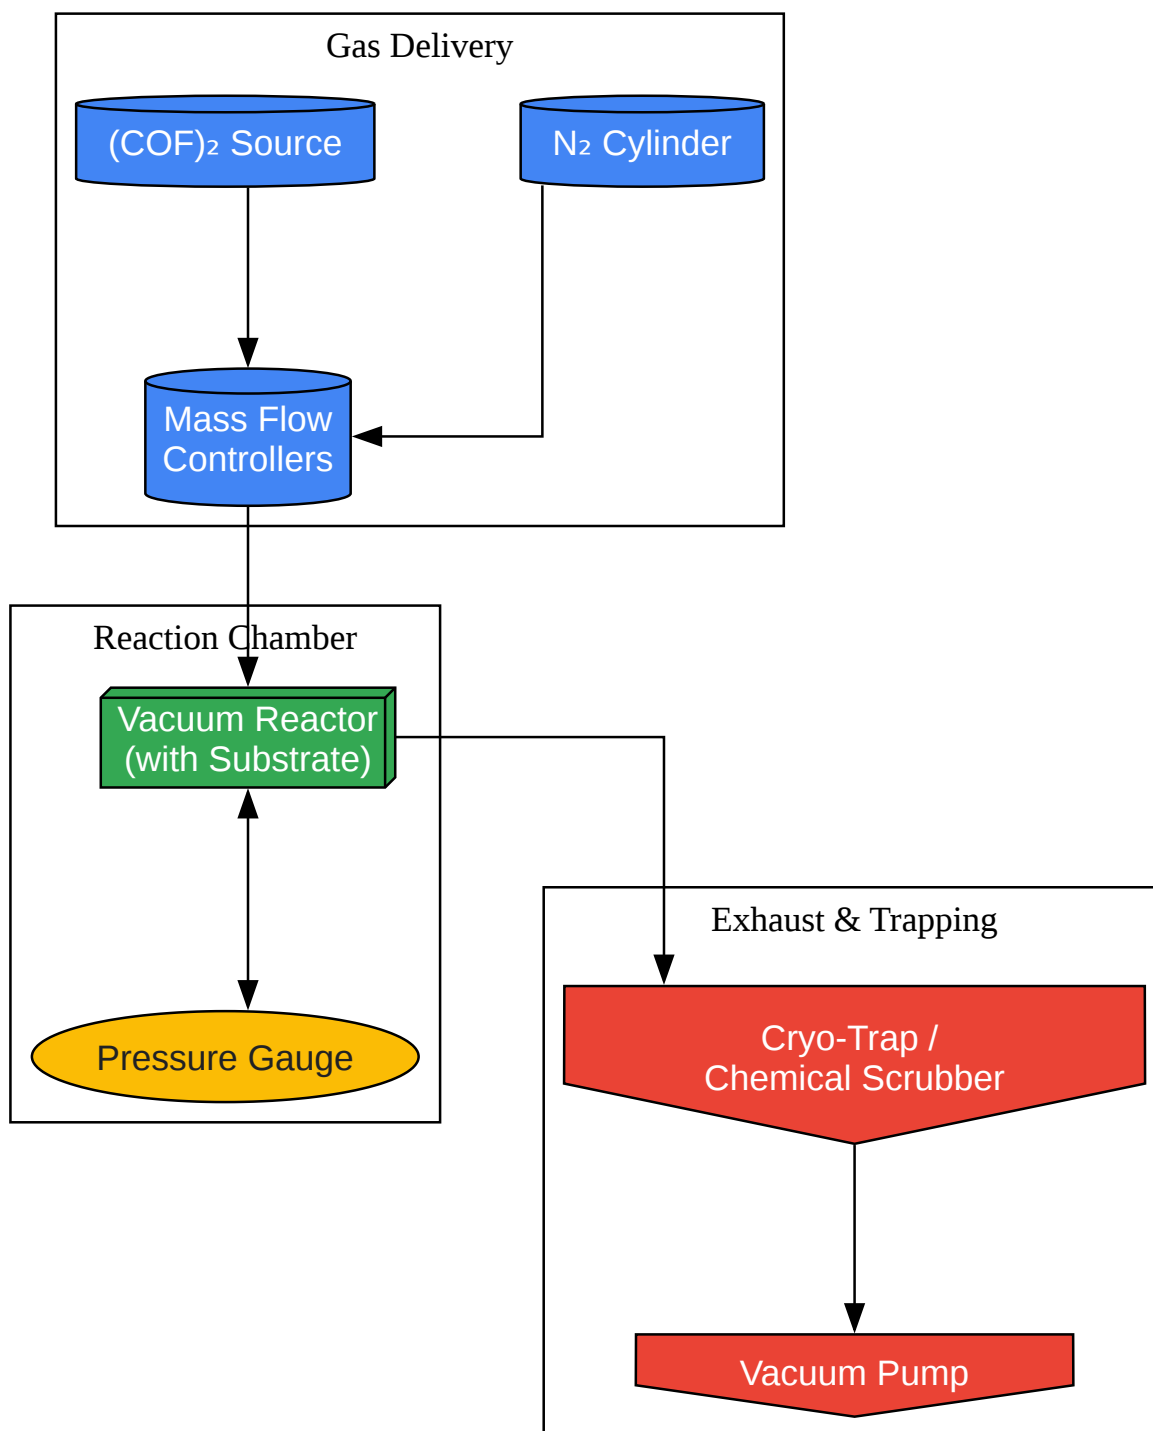 Gas Delivery
(COF)₂ Source
N₂ Cylinder
Mass Flow
Controllers
Reaction Chamber
Vacuum Reactor
(with Substrate)
Pressure Gauge
Exhaust & Trapping
Cryo-Trap /
Chemical Scrubber
Vacuum Pump